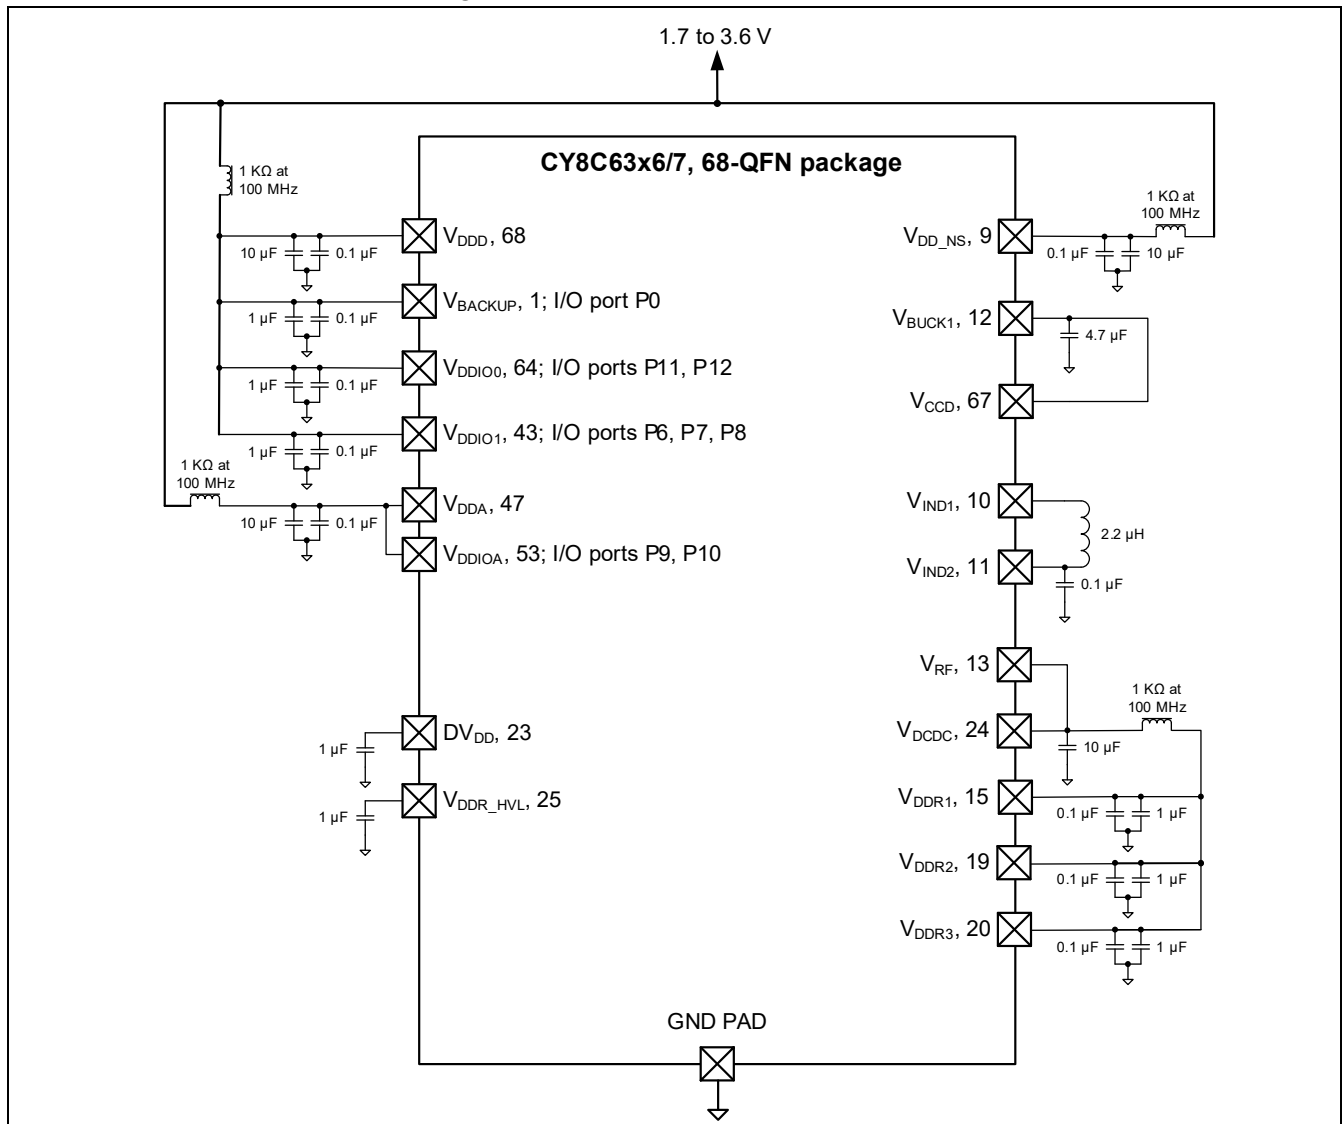 1.7 to 3.6 V
CY8C63x6/7, 68-QFN package
1 KΩ at
100 MHz
1 KΩ at
100 MHz
VDDD, 68
10 µF
0.1 µF
VDD_NS, 9
0.1 µF
10 µF
VBACKUP, 1; I/O port P0
1 µF
0.1 µF
VBUCK1, 12
4.7 µF
VDDIO0, 64; I/O ports P11, P12
1 µF
0.1 µF
VCCD, 67
VDDIO1, 43; I/O ports P6, P7, P8
1 µF
0.1 µF
1 KΩ at
100 MHz
VDDA, 47
10 µF
0.1 µF
VIND1, 10
2.2 µH
VDDIOA, 53; I/O ports P9, P10
VIND2, 11
0.1 µF
VRF, 13
1 KΩ at
100 MHz
DVDD, 23
1 µF
VDCDC, 24
10 µF
VDDR_HVL, 25
1 µF
VDDR1, 15
0.1 µF
1 µF
VDDR2, 19
0.1 µF
1 µF
VDDR3, 20
0.1 µF
1 µF
GND PAD